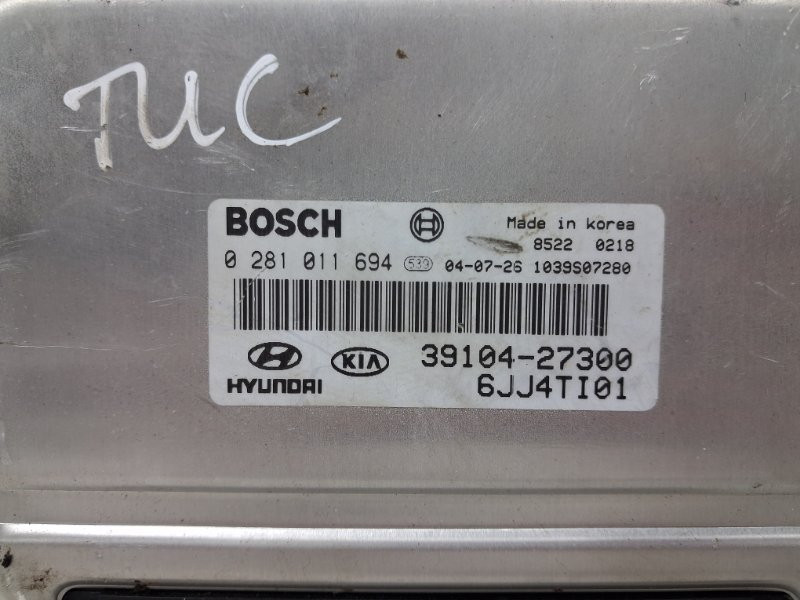 TUC
BOSCH
Made in korea
8522 0218
0 281 011 694 539 04-07-26 1039S07280
39104-27300
HYUNDAI KIA
6JJ4TI01